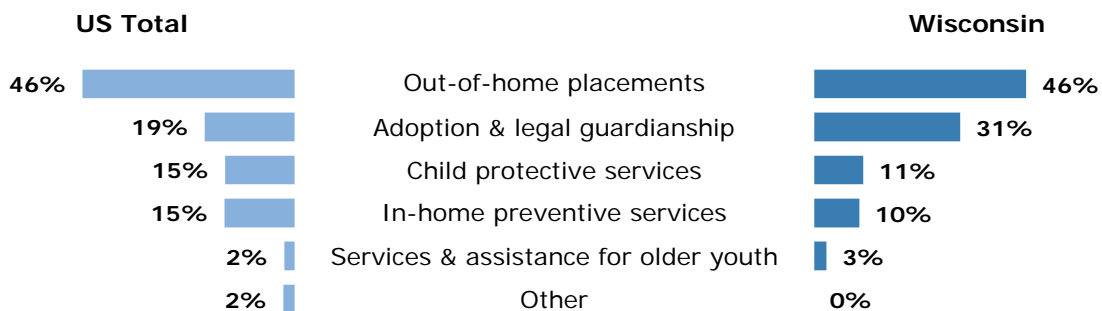 US Total Wisconsin
46% Out-of-home placements 46%
19% Adoption & legal guardianship 31%
15% Child protective services 11%
15% In-home preventive services 10%
2% Services & assistance for older youth 3%
2% Other 0%